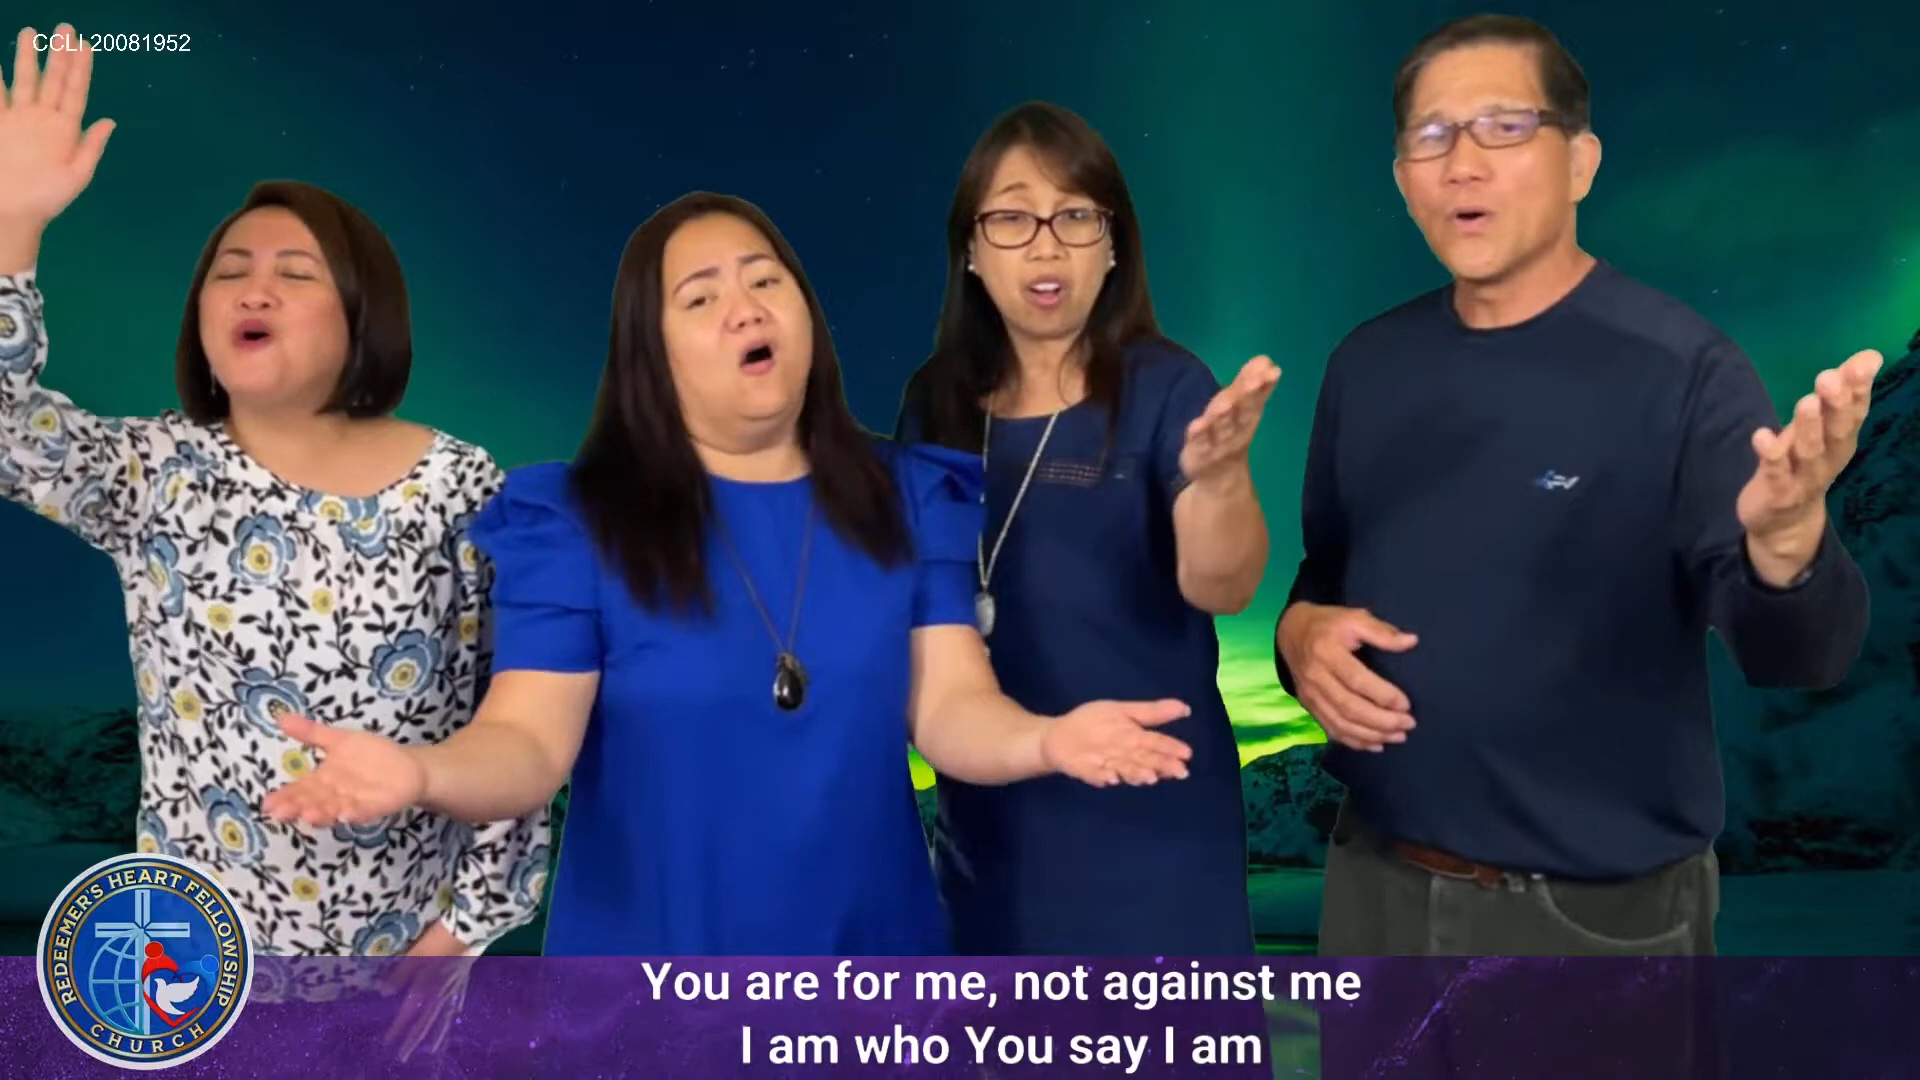 CCLI 20081952
REDEEMER'S HEART FELLOWSHIP
CHURCH
You are for me, not against me
I am who You say I am